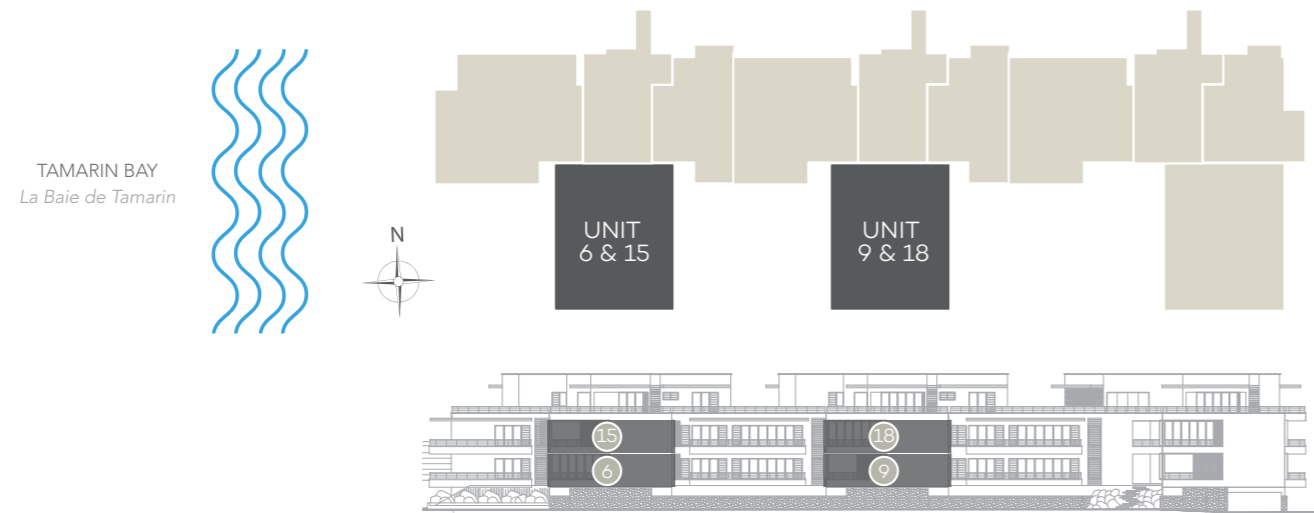 TAMARIN BAY
La Baie de Tamarin
N
UNIT
6 & 15
UNIT
9 & 18
15
18
6
9